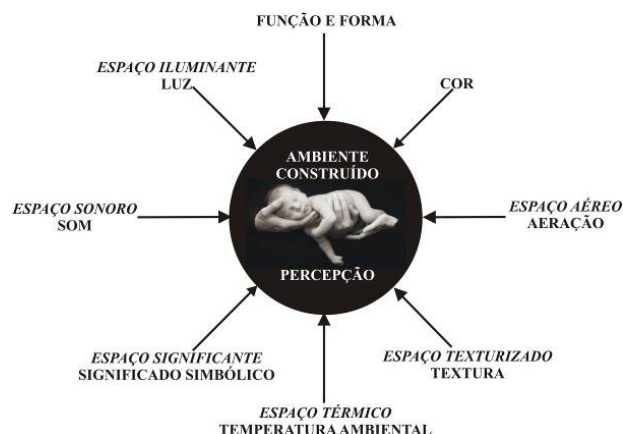 FUNÇÃO E FORMA
ESPAÇO ILUMINANTE
LUZ
COR
AMBIENTE
CONSTRUÍDO
ESPAÇO SONORO
SOM
ESPAÇO AÉREO
AERAÇÃO
PERCEPÇÃO
ESPAÇO SIGNIFICANTE
SIGNIFICADO SIMBÓLICO
ESPAÇO TEXTURIZADO
TEXTURA
ESPAÇO TÉRMICO
TEMPERATURA AMBIENTAL